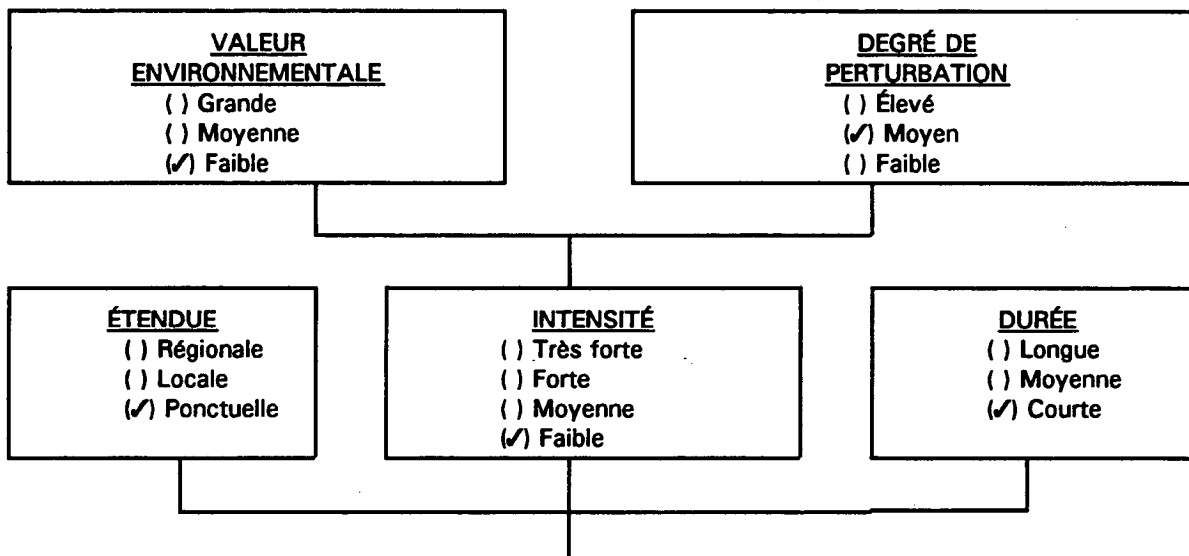 VALEUR
ENVIRONNEMENTALE
( ) Grande
( ) Moyenne
(✓) Faible
DEGRÉ DE
PERTURBATION
( ) Élevé
(✓) Moyen
( ) Faible
ÉTENDUE
( ) Régionale
( ) Locale
(✓) Ponctuelle
INTENSITÉ
( ) Très forte
( ) Forte
( ) Moyenne
(✓) Faible
DURÉE
( ) Longue
( ) Moyenne
(✓) Courte